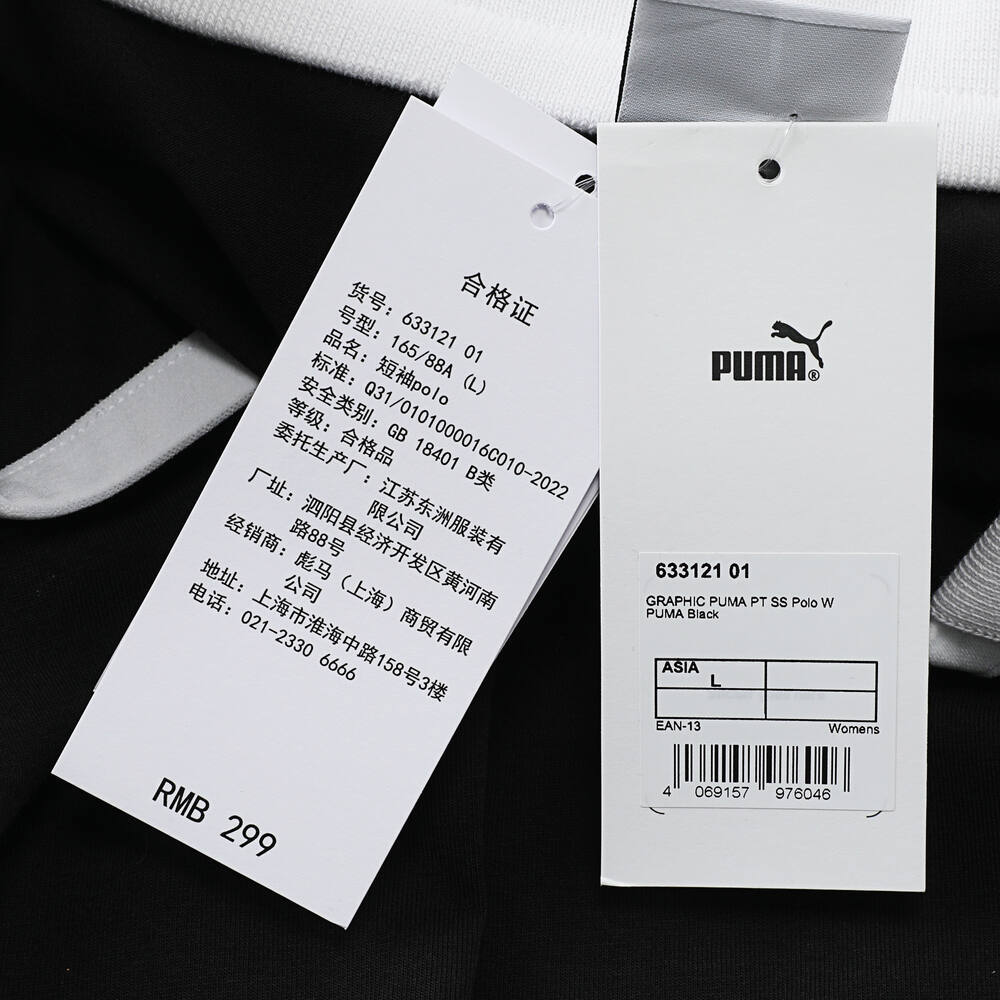 合格证
货号: 633121 01
号型: 165/88A (L)
品名: 短袖polo
标准: Q31/0101000016C010-2022
安全类别: GB 18401 B类
等级: 合格品
委托生产厂: 江苏东洲服装有
限公司
厂址: 泗阳县经济开发区黄河南
路88号
经销商: 彪马(上海)商贸有限
公司
地址: 上海市淮海中路158号3楼
电话: 021-2330 6666
RMB 299
PUMA®
633121 01
GRAPHIC PUMA PT SS Polo W
PUMA Black
ASIA
L
EAN-13 Womens
4 069157 976046